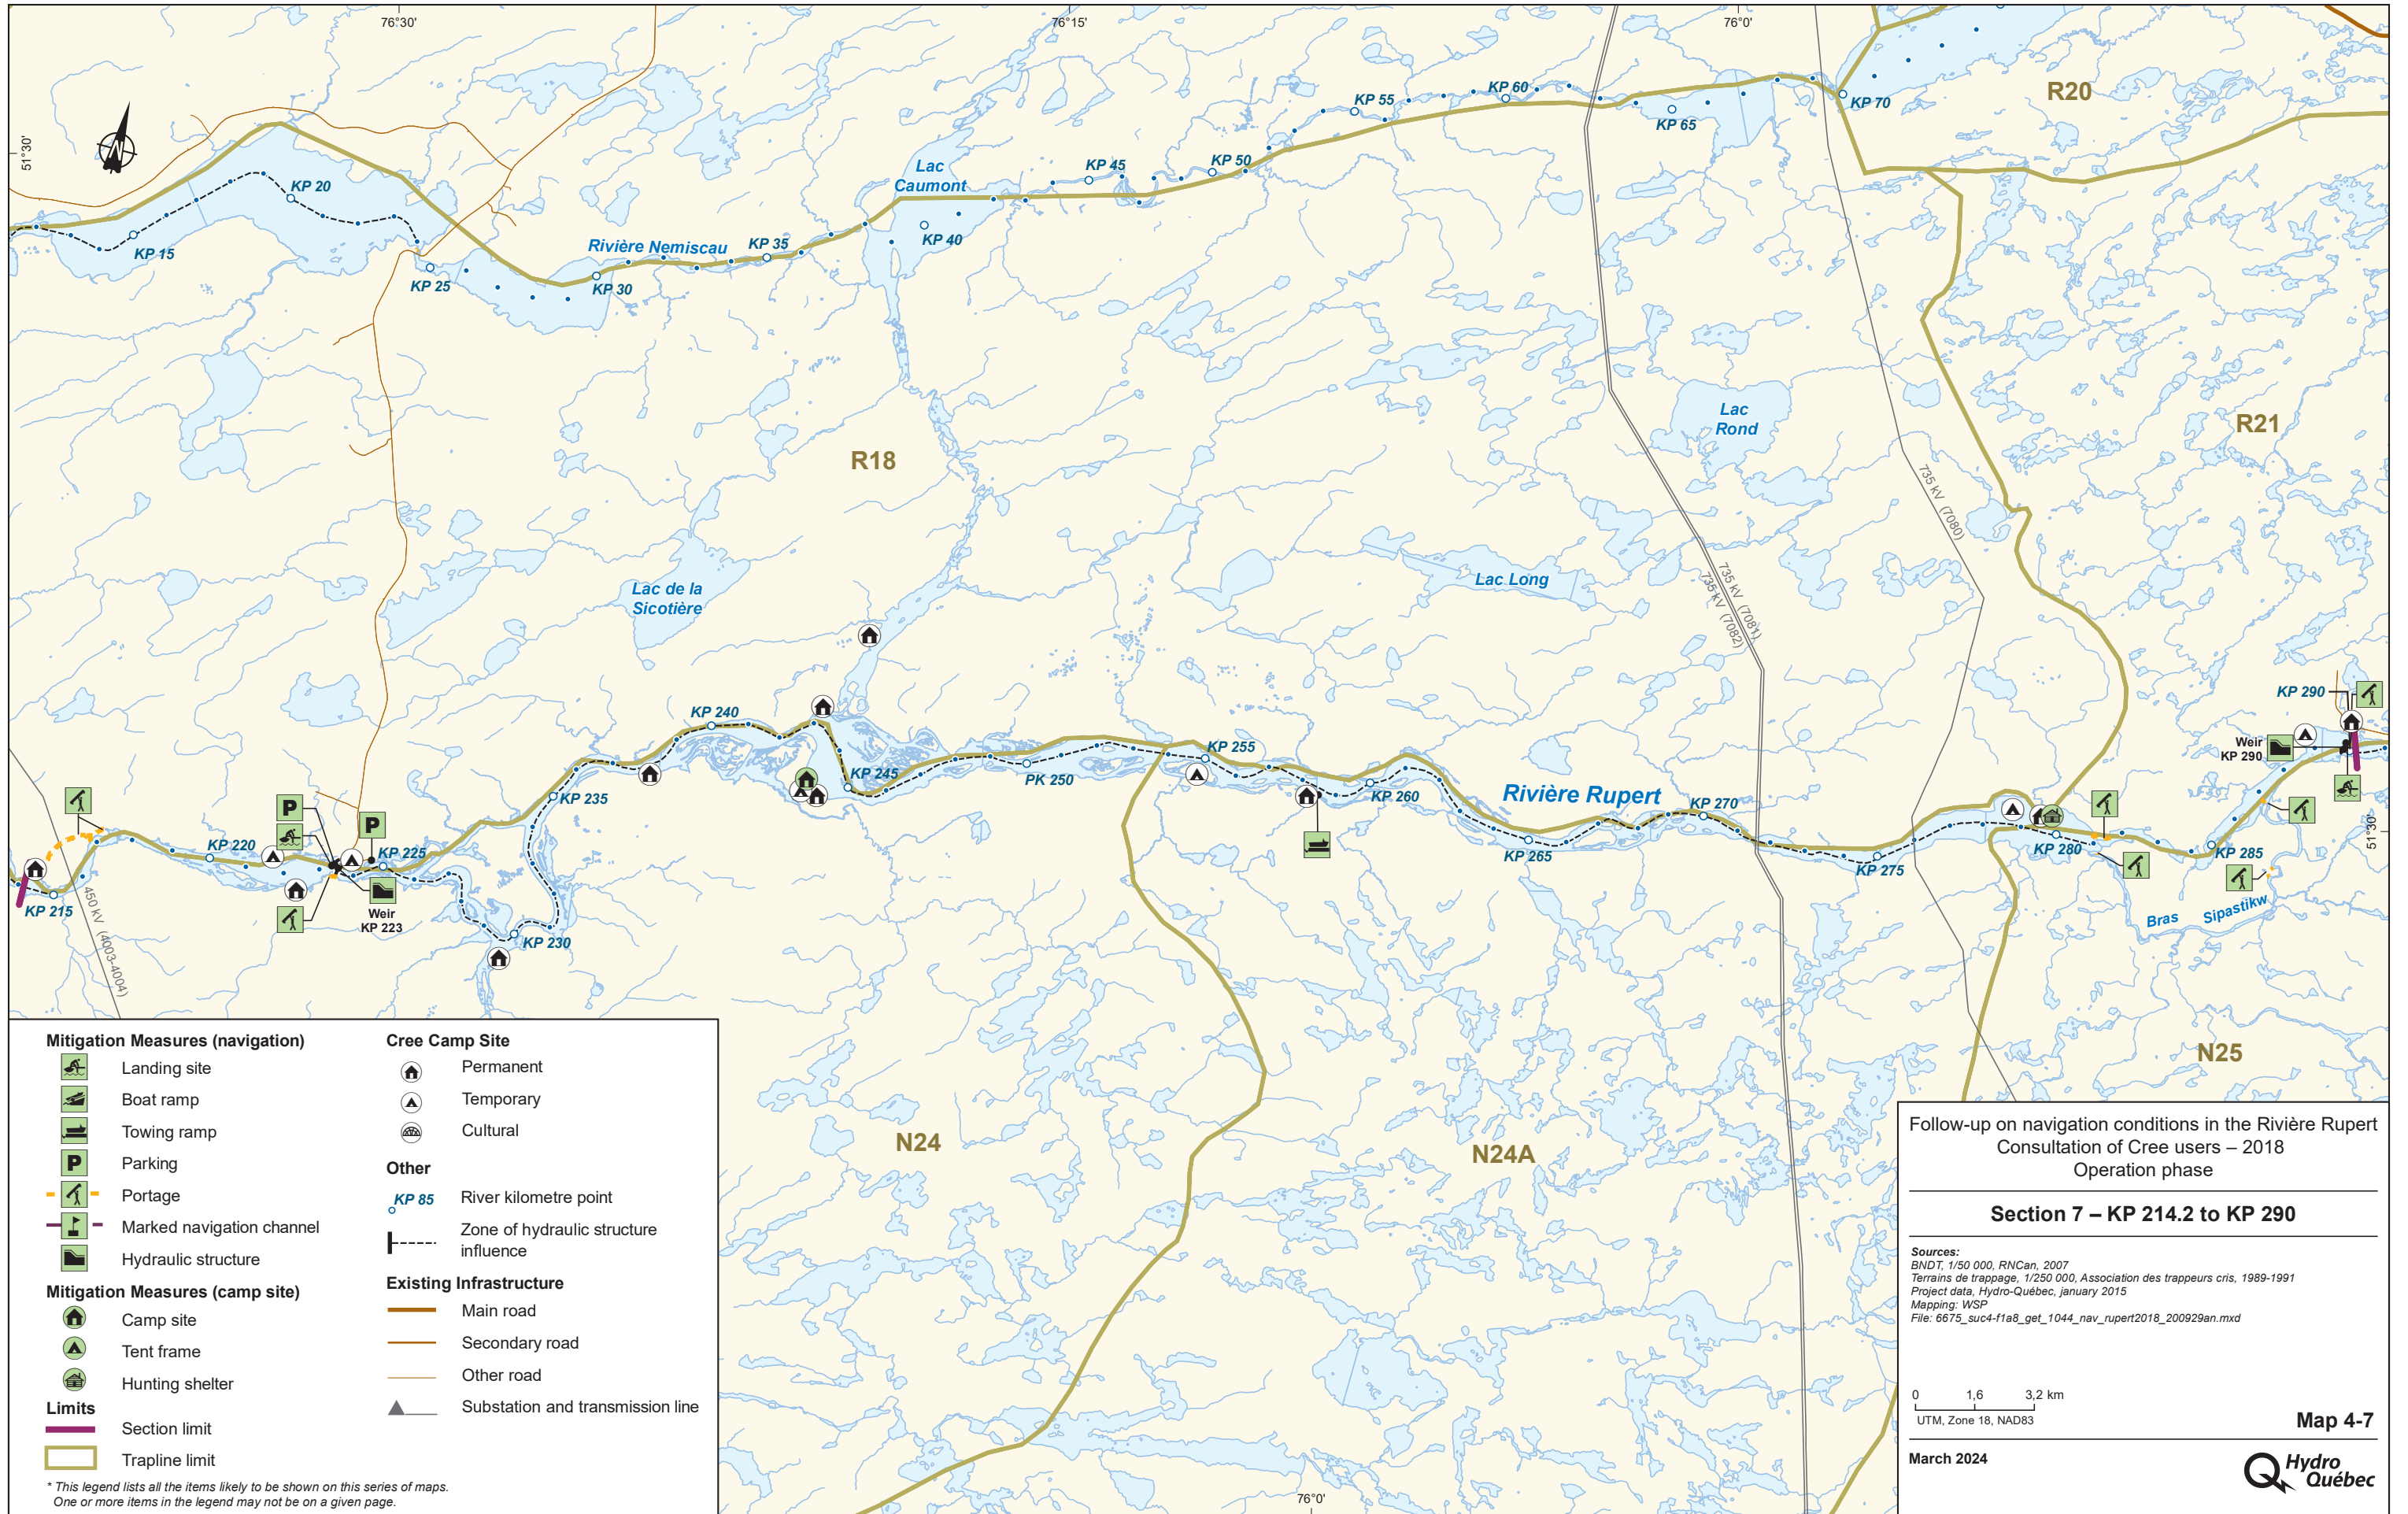 76°30'
76°15'
76°0'
51°30'
R20
KP 70
KP 65
KP 60
KP 55
KP 50
KP 45
Lac
Caumont
KP 40
KP 35
Rivière Nemiscau
KP 30
KP 25
KP 20
KP 15
Lac
Rond
R21
R18
735 kV (7080)
735 kV (7081)
735 kV (7082)
Lac Long
Lac de la
Sicotière
KP 290
Weir
KP 290
KP 240
KP 245
PK 250
KP 255
KP 260
Rivière Rupert
KP 265
KP 270
KP 275
KP 280
KP 285
Bras Sipastikw
KP 235
KP 230
P
P
KP 225
KP 220
Weir
KP 223
KP 215
450 kV (4003-4004)
51°30'
N25
N24
N24A
76°0'
Mitigation Measures (navigation)
Landing site
Boat ramp
Towing ramp
P Parking
Portage
Marked navigation channel
Hydraulic structure
Mitigation Measures (camp site)
Camp site
Tent frame
Hunting shelter
Limits
Section limit
Trapline limit
Cree Camp Site
Permanent
Temporary
Cultural
Other
KP 85 River kilometre point
Zone of hydraulic structure
influence
Existing Infrastructure
Main road
Secondary road
Other road
Substation and transmission line
* This legend lists all the items likely to be shown on this series of maps.
One or more items in the legend may not be on a given page.
Follow-up on navigation conditions in the Rivière Rupert
Consultation of Cree users – 2018
Operation phase
Section 7 – KP 214.2 to KP 290
Sources:
BNDT, 1/50 000, RNCan, 2007
Terrains de trappage, 1/250 000, Association des trappeurs cris, 1989-1991
Project data, Hydro-Québec, january 2015
Mapping: WSP
File: 6675_suc4-f1a8_get_1044_nav_rupert2018_200929an.mxd
0 1,6 3,2 km
UTM, Zone 18, NAD83
Map 4-7
March 2024
Hydro
Québec
N